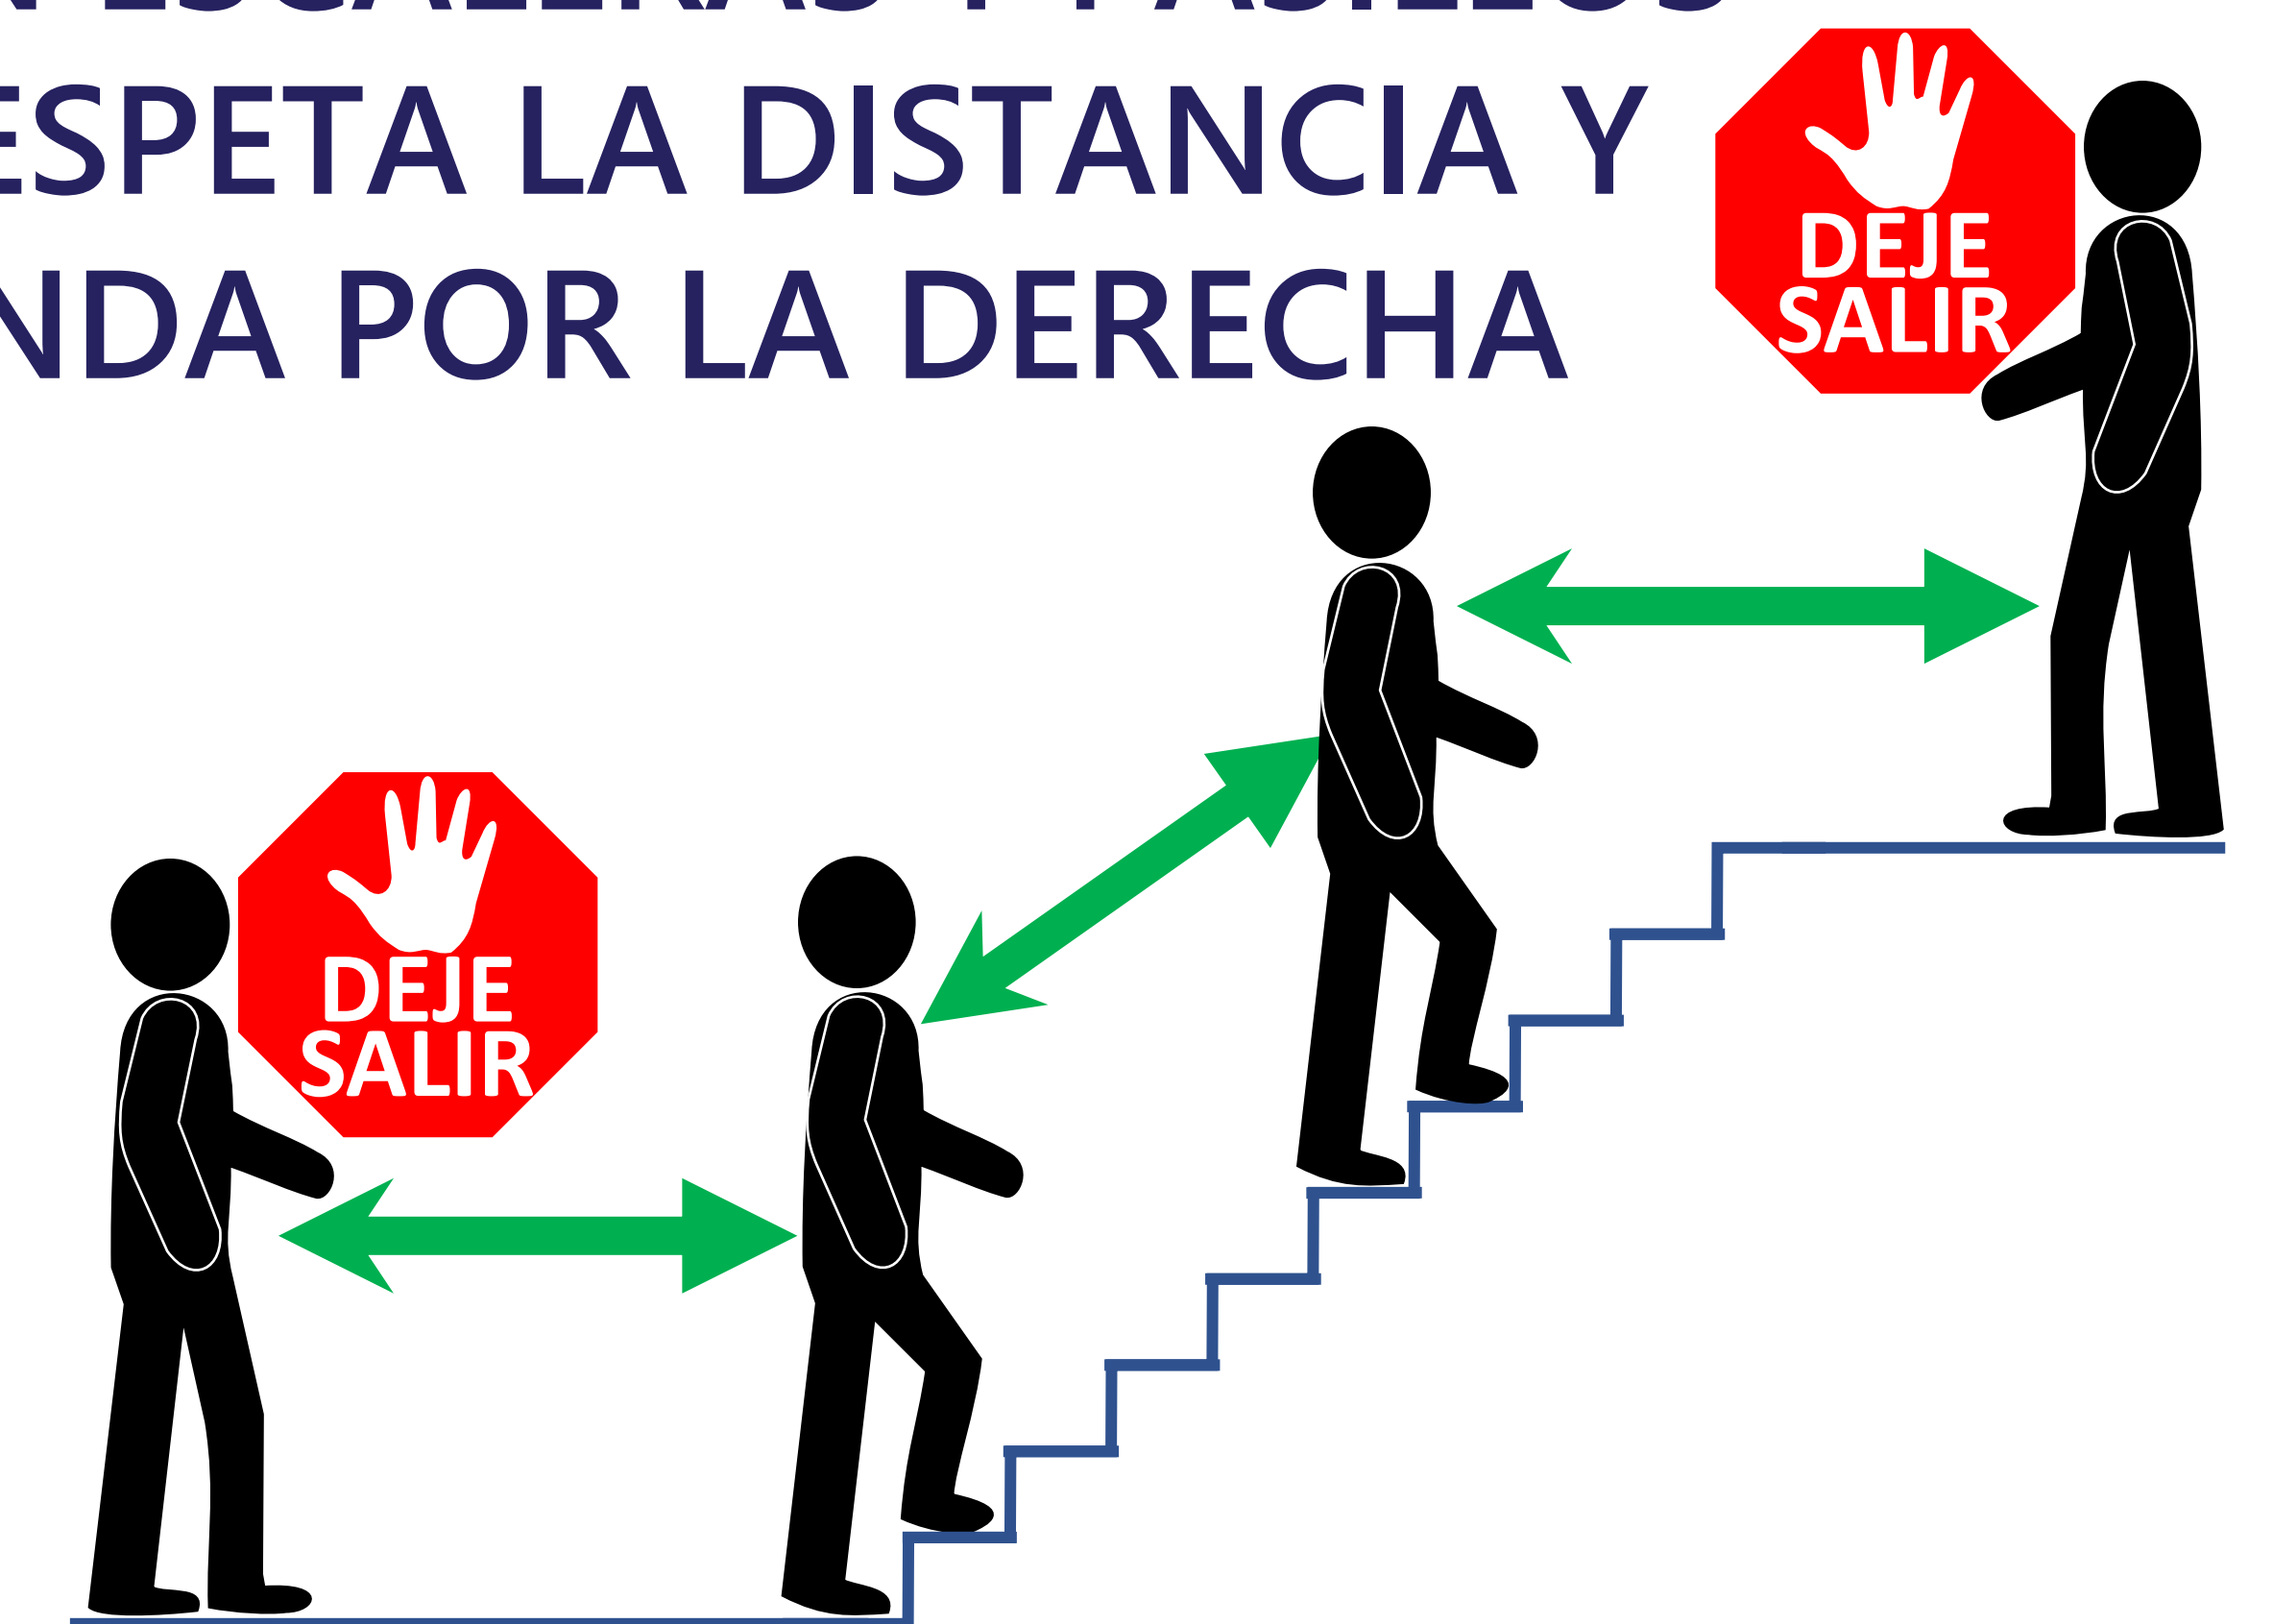 ESPETA LA DISTANCIA Y
NDA POR LA DERECHA
DEJE
SALIR
DEJE
SALIR